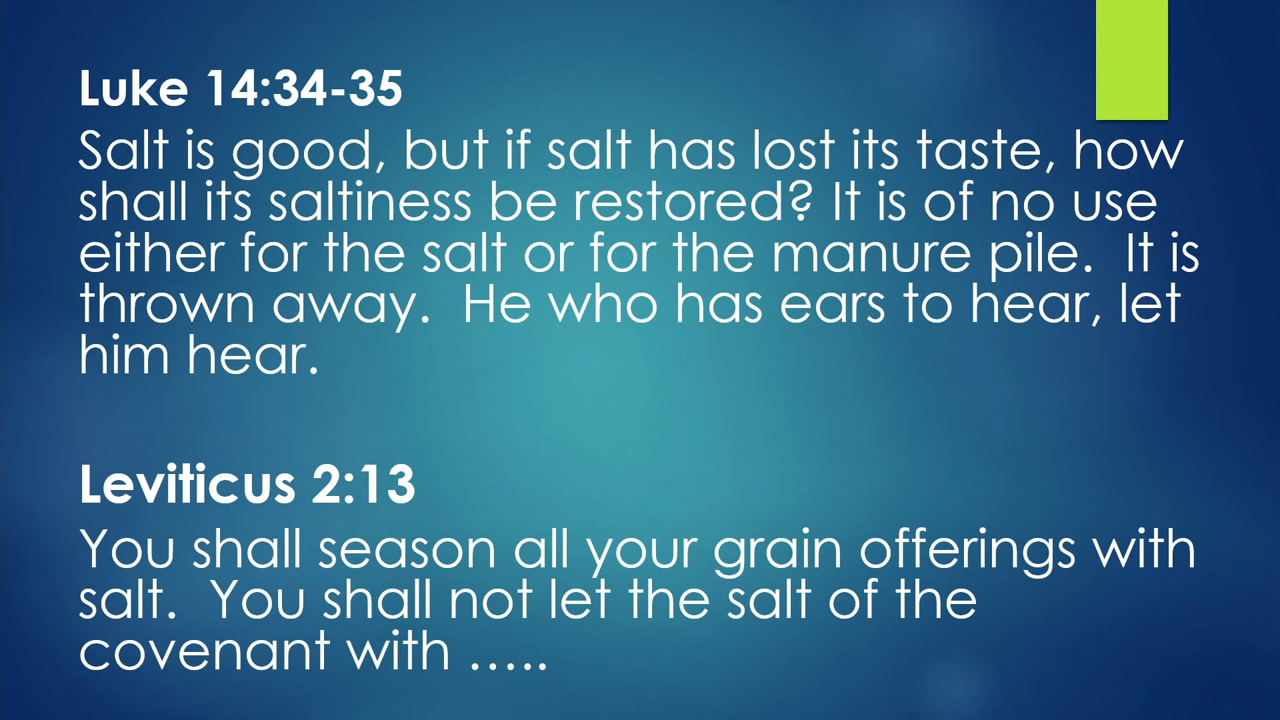 Luke 14:34-35
Salt is good, but if salt has lost its taste, how
shall its saltiness be restored? It is of no use
either for the salt or for the manure pile.  It is
thrown away.  He who has ears to hear, let
him hear.
Leviticus 2:13
You shall season all your grain offerings with
salt.  You shall not let the salt of the
covenant with …..